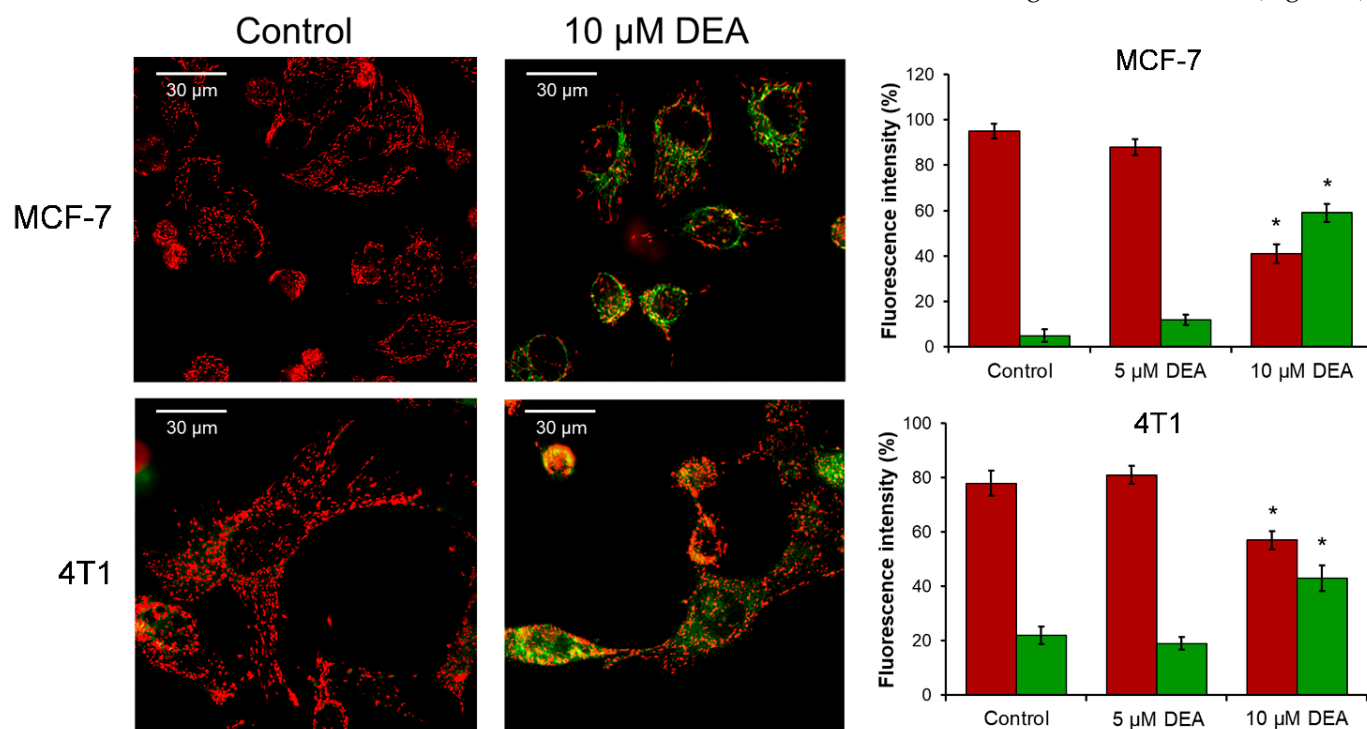 Control
10 µM DEA
MCF-7
30 µm
30 µm
4T1
30 µm
30 µm
MCF-7
Fluorescence intensity (%)
120
100
80
60
40
20
0
*
*
Control
5 µM DEA
10 µM DEA
4T1
Fluorescence intensity (%)
100
80
60
40
20
0
*
*
Control
5 µM DEA
10 µM DEA